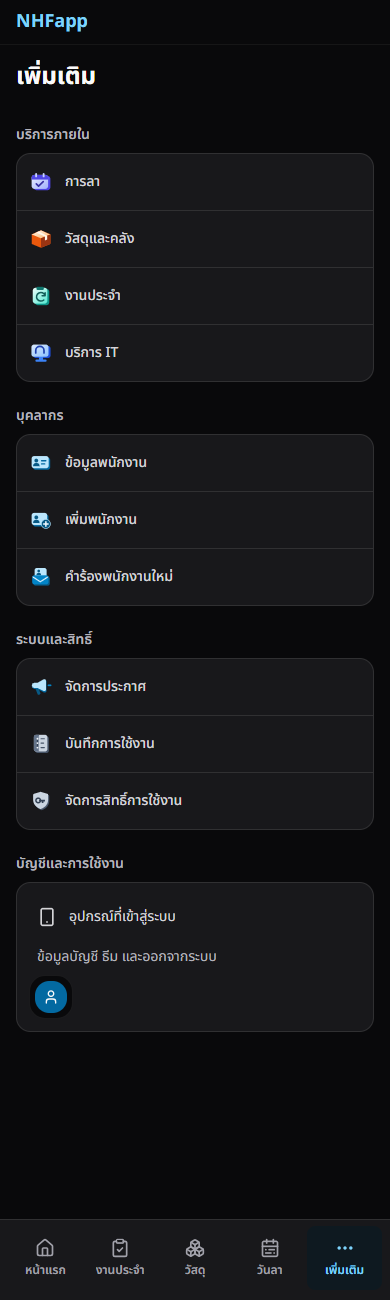 NHFapp
เพิ่มเติม
บริการภายใน
การลา
วัสดุและคลัง
งานประจำ
บริการ IT
บุคลากร
ข้อมูลพนักงาน
เพิ่มพนักงาน
คำร้องพนักงานใหม่
ระบบและสิทธิ์
จัดการประกาศ
บันทึกการใช้งาน
จัดการสิทธิ์การใช้งาน
บัญชีและการใช้งาน
อุปกรณ์ที่เข้าสู่ระบบ
ข้อมูลบัญชี ธีม และออกจากระบบ
หน้าแรก งานประจำ วัสดุ วันลา เพิ่มเติม